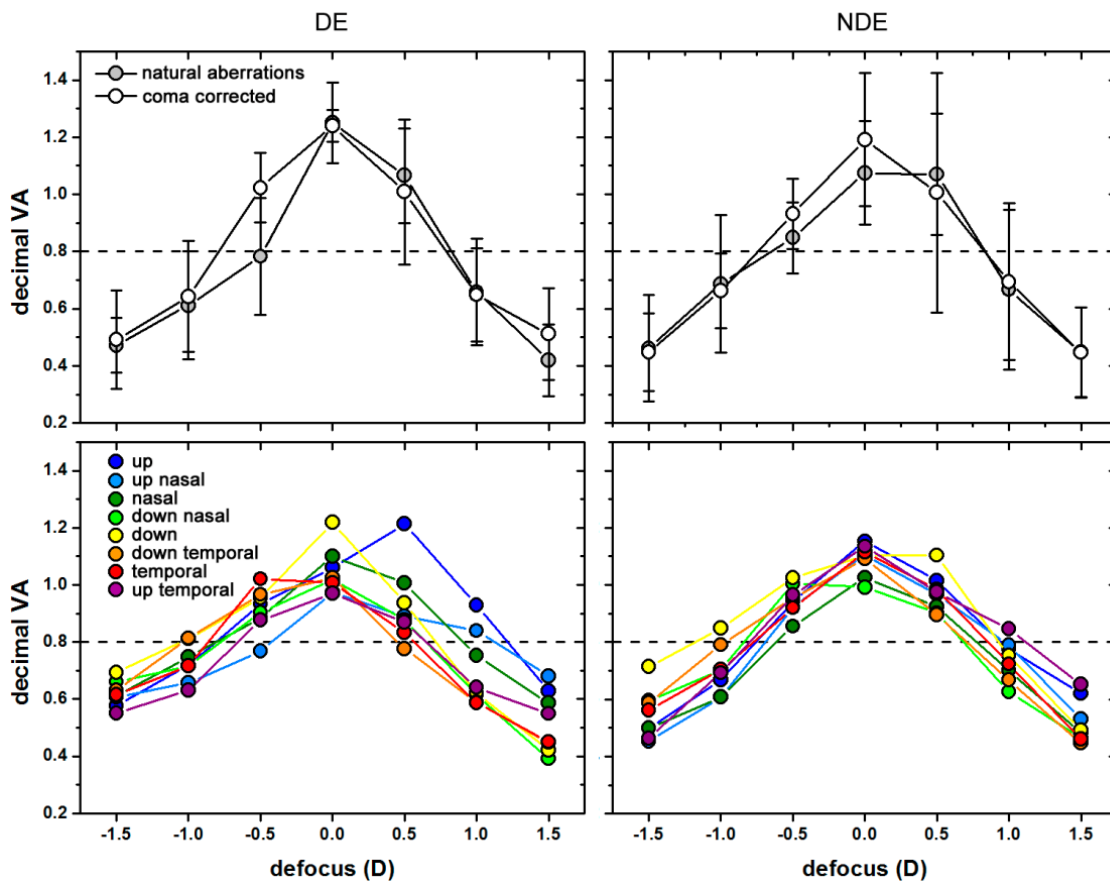 DE
NDE
natural aberrations
coma corrected
1.4
1.2
1.0
0.8
0.6
0.4
0.2
decimal VA
up
up nasal
nasal
down nasal
down
down temporal
temporal
up temporal
1.4
1.2
1.0
0.8
0.6
0.4
0.2
decimal VA
-1.5 -1.0 -0.5 0.0 0.5 1.0 1.5
-1.5 -1.0 -0.5 0.0 0.5 1.0 1.5
defocus (D)
defocus (D)